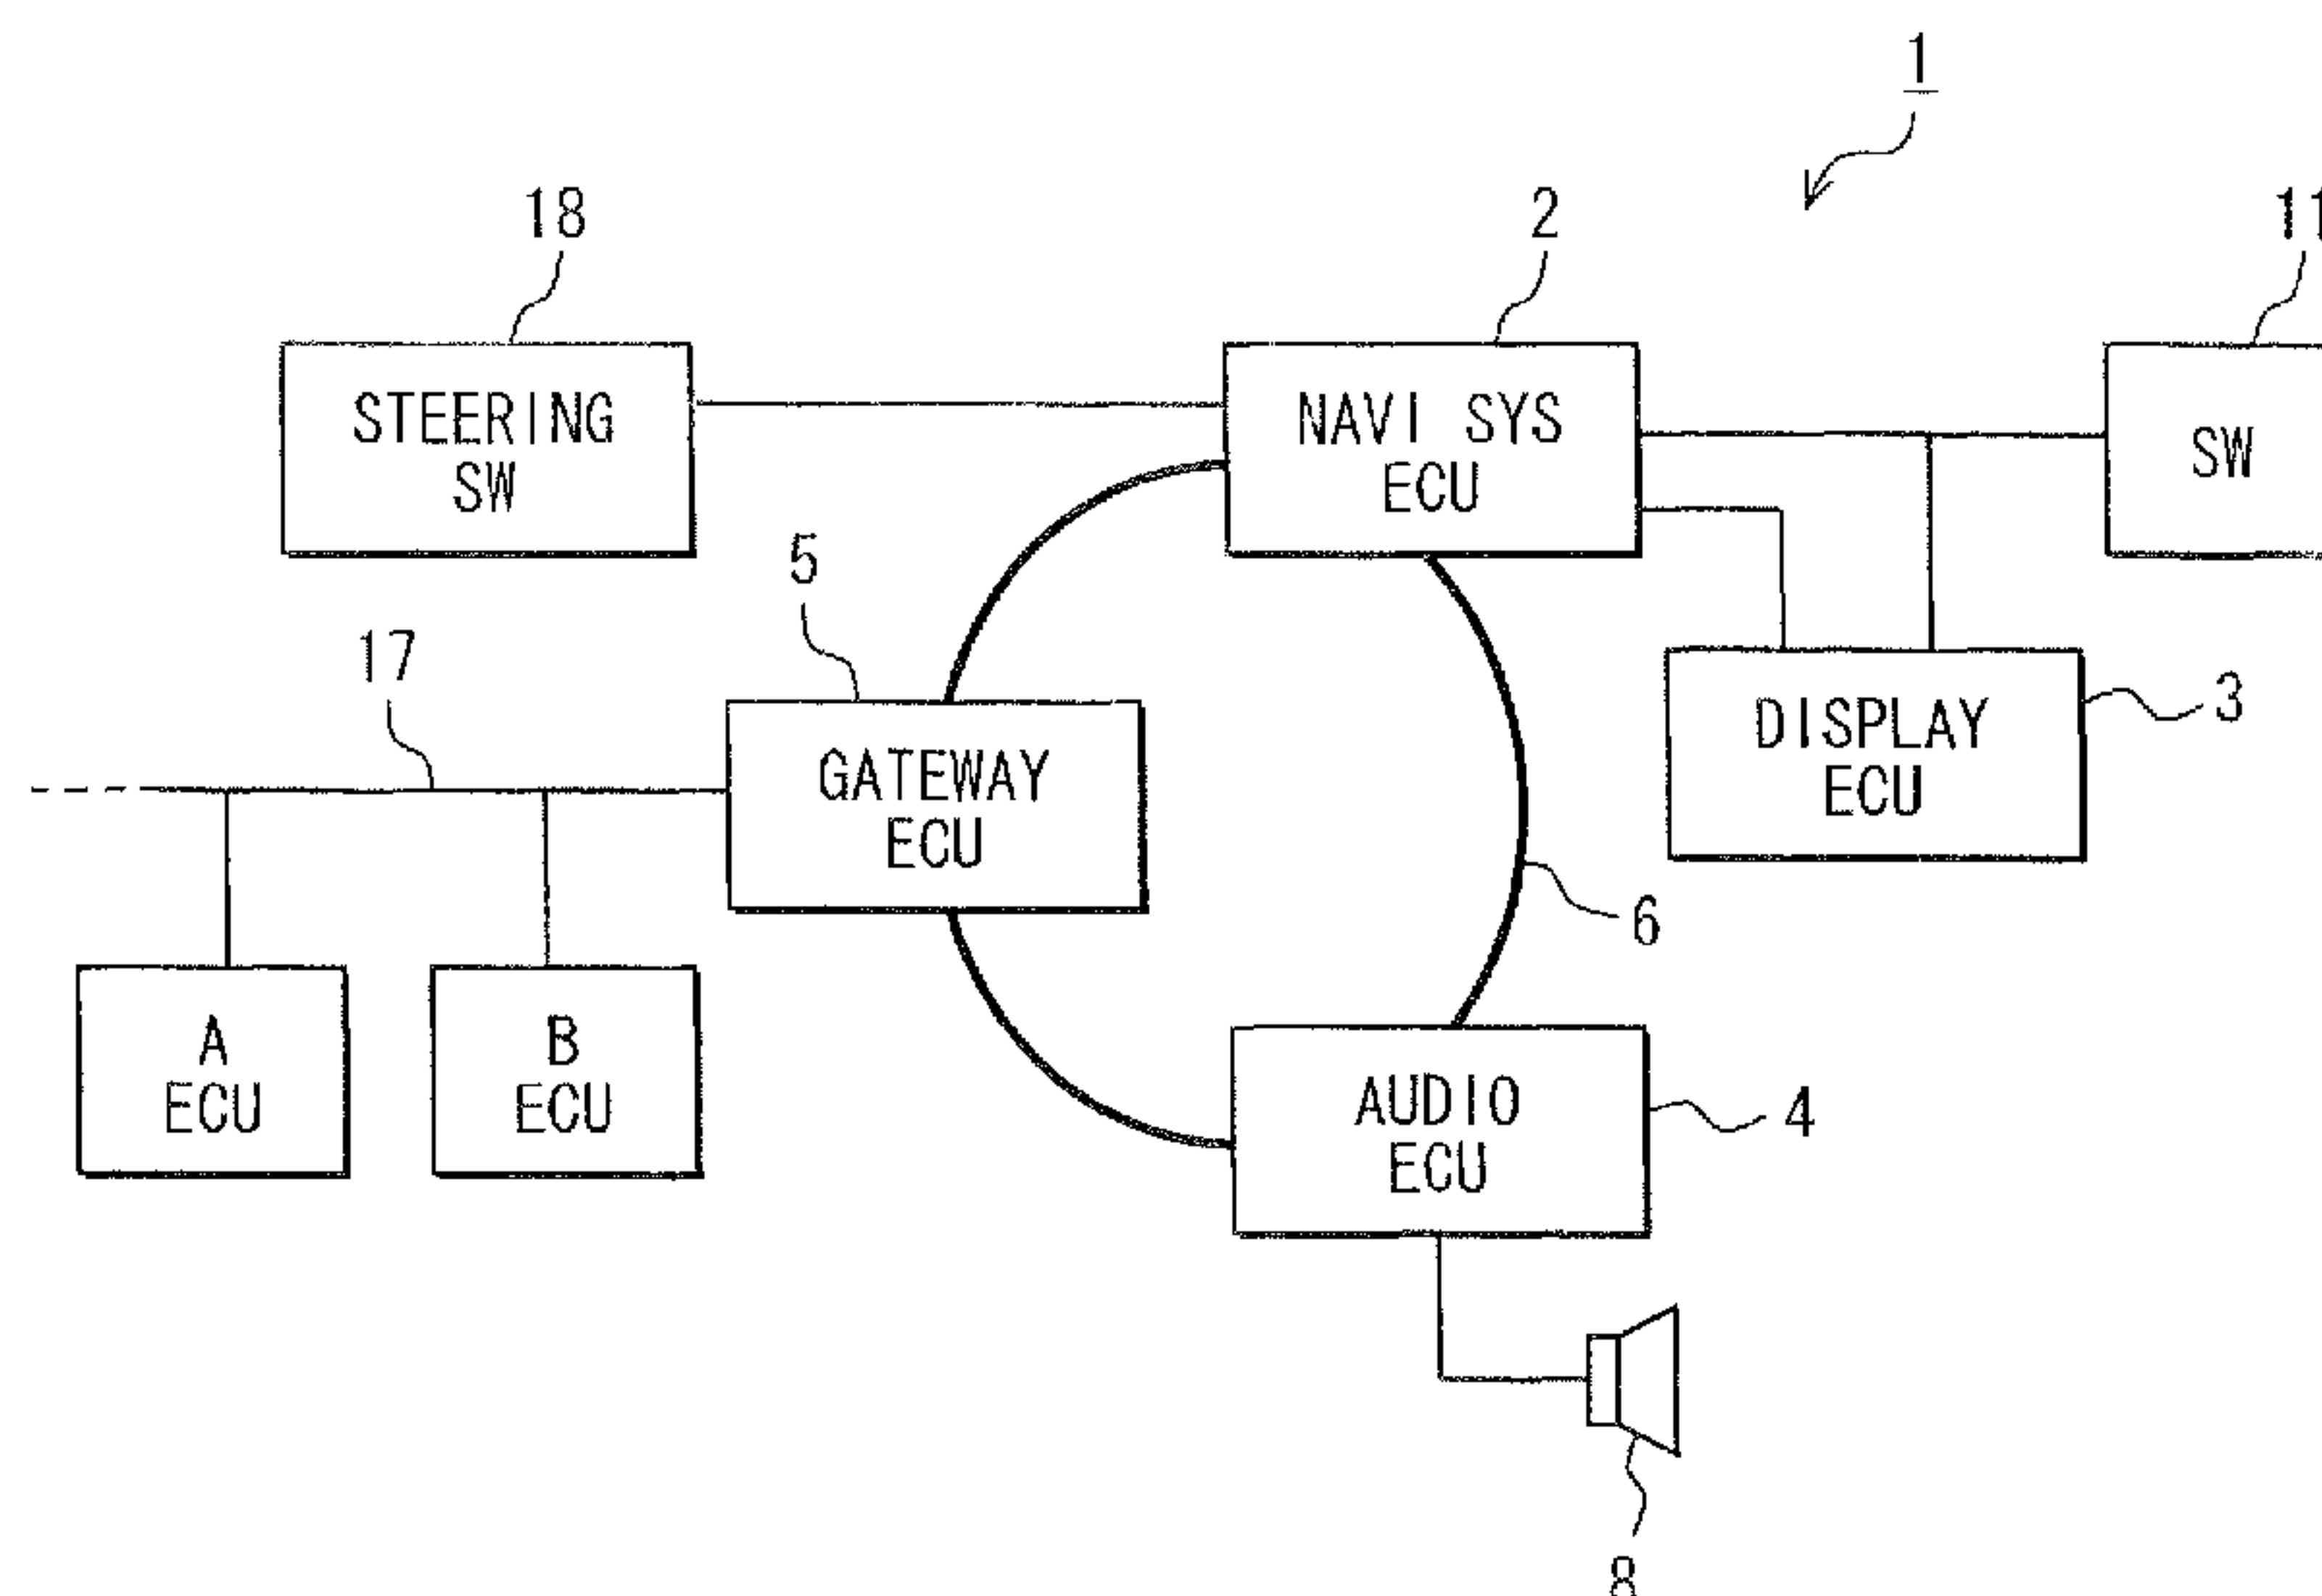 1
18
2
11
STEERING
SW
NAVI SYS
ECU
SW
5
17
DISPLAY
ECU
3
GATEWAY
ECU
6
A
ECU
B
ECU
AUDIO
ECU
4
8